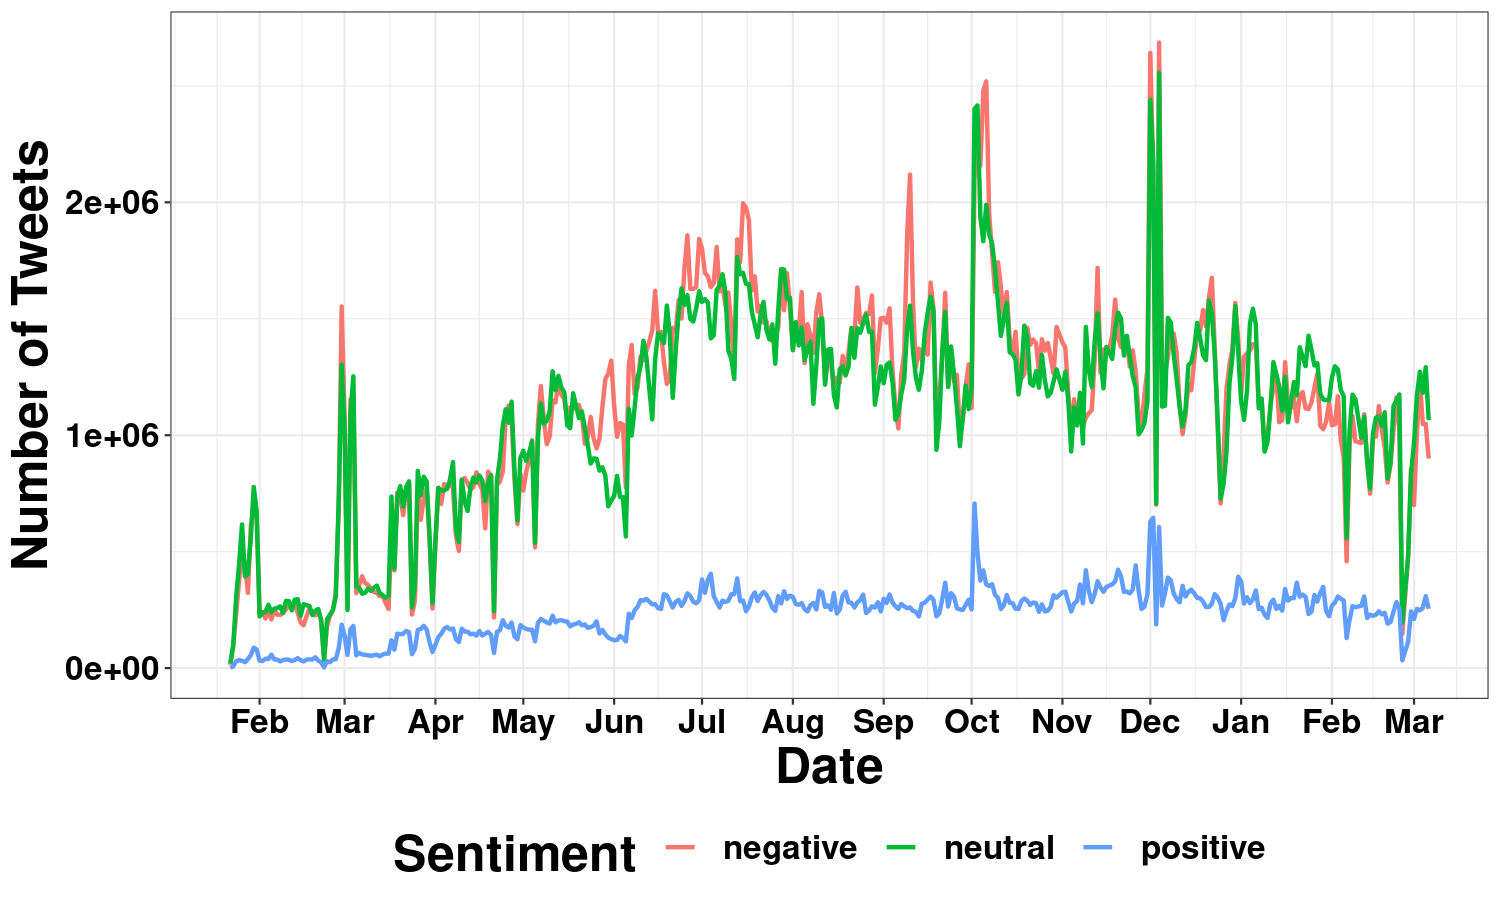 Number of Tweets
2e+06
1e+06
0e+00
Feb Mar Apr May Jun Jul Aug Sep Oct Nov Dec Jan Feb Mar
Date
Sentiment negative neutral positive